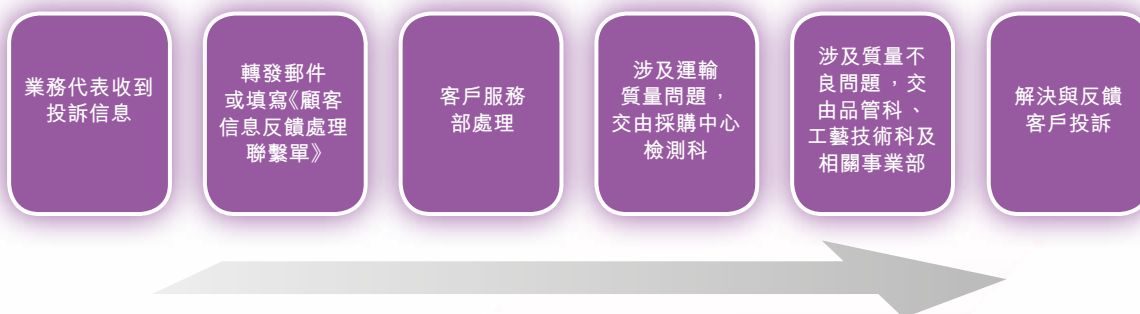 業務代表收到
投訴信息
轉發郵件
或填寫《顧客
信息反饋處理
聯繫單》
客戶服務
部處理
涉及運輸
質量問題，
交由採購中心
檢測科
涉及質量不
良問題，交
由品管科、
工藝技術科及
相關事業部
解決與反饋
客戶投訴